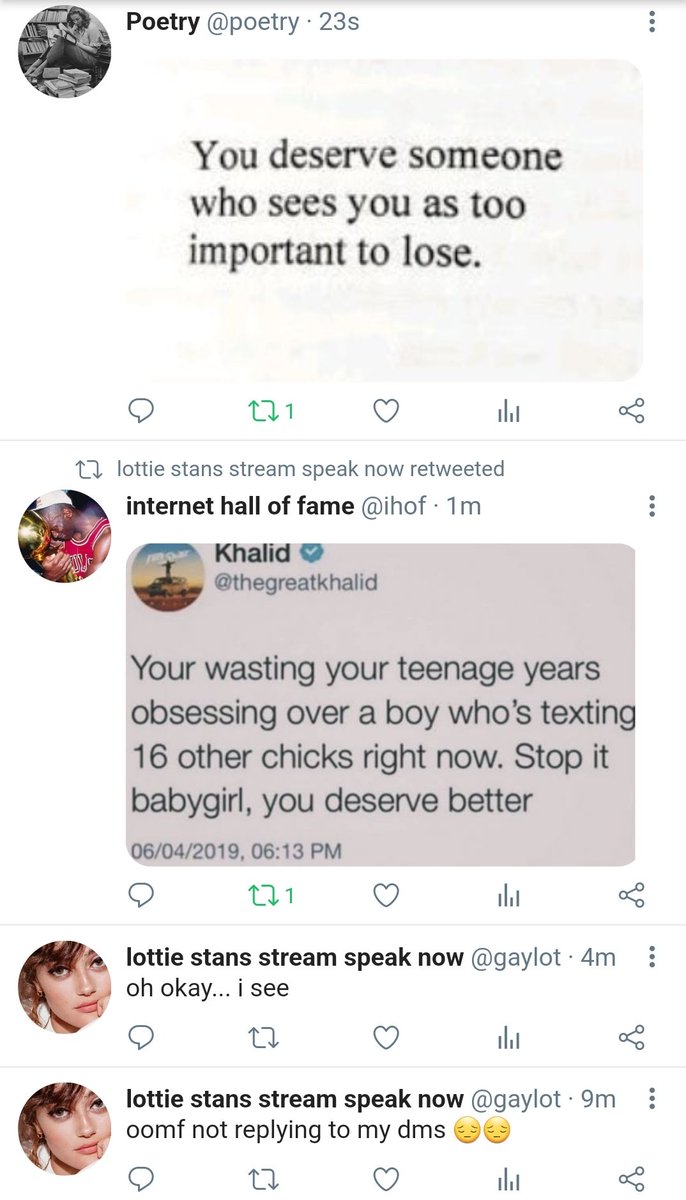 Poetry @poetry · 23s
You deserve someone
who sees you as too
important to lose.
1
lottie stans stream speak now retweeted
internet hall of fame @ihof · 1m
Khalid
@thegreatkhalid
Your wasting your teenage years
obsessing over a boy who's texting
16 other chicks right now. Stop it
babygirl, you deserve better
06/04/2019, 06:13 PM
1
lottie stans stream speak now @gaylot · 4m
oh okay... i see
lottie stans stream speak now @gaylot · 9m
oomf not replying to my dms 😔😔